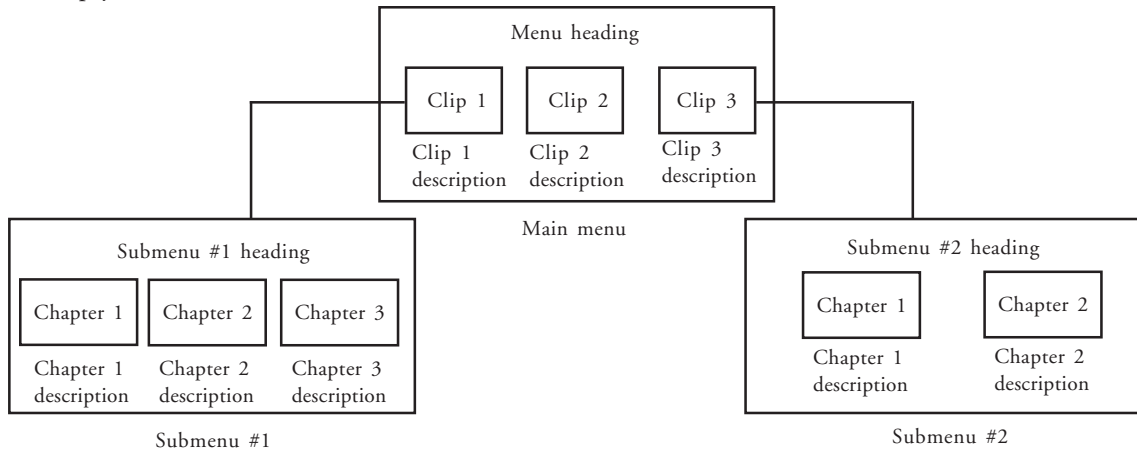 Menu heading
Clip 1
Clip 2
Clip 3
Clip 1
description
Clip 2
description
Clip 3
description
Main menu
Submenu #1 heading
Chapter 1
Chapter 2
Chapter 3
Chapter 1
description
Chapter 2
description
Chapter 3
description
Submenu #1
Submenu #2 heading
Chapter 1
Chapter 2
Chapter 1
description
Chapter 2
description
Submenu #2